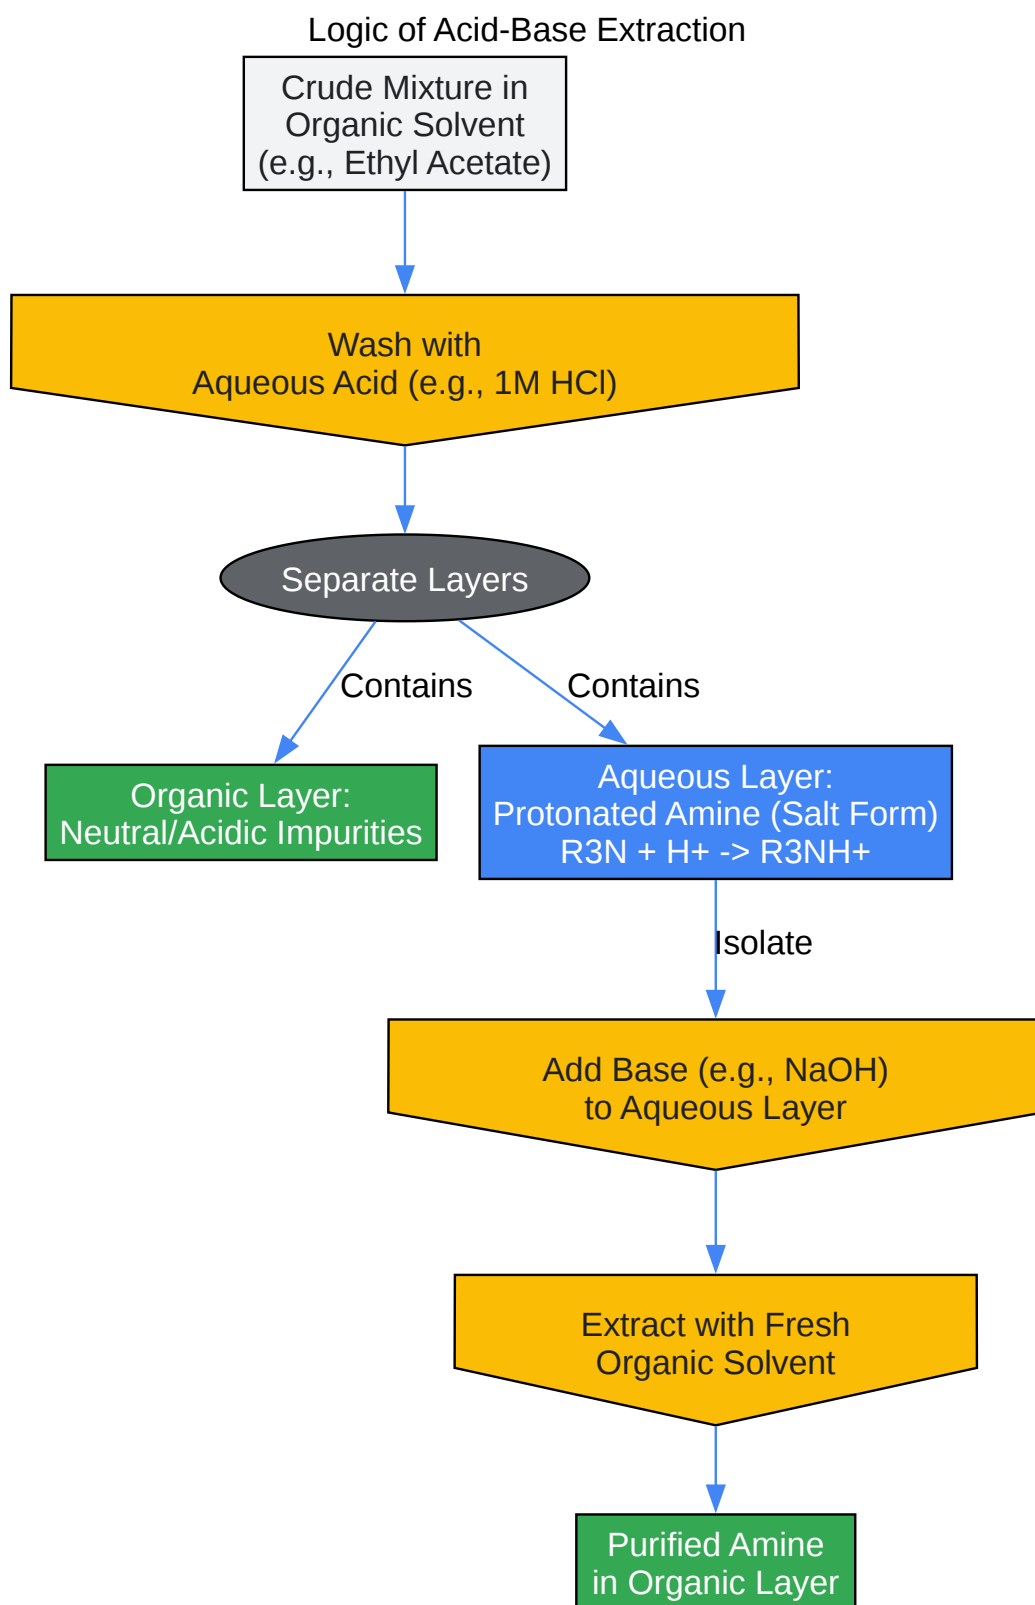 Logic of Acid-Base Extraction
Crude Mixture in
Organic Solvent
(e.g., Ethyl Acetate)
Wash with
Aqueous Acid (e.g., 1M HCl)
Separate Layers
Contains
Contains
Organic Layer:
Neutral/Acidic Impurities
Aqueous Layer:
Protonated Amine (Salt Form)
R3N + H+ -> R3NH+
Isolate
Add Base (e.g., NaOH)
to Aqueous Layer
Extract with Fresh
Organic Solvent
Purified Amine
in Organic Layer